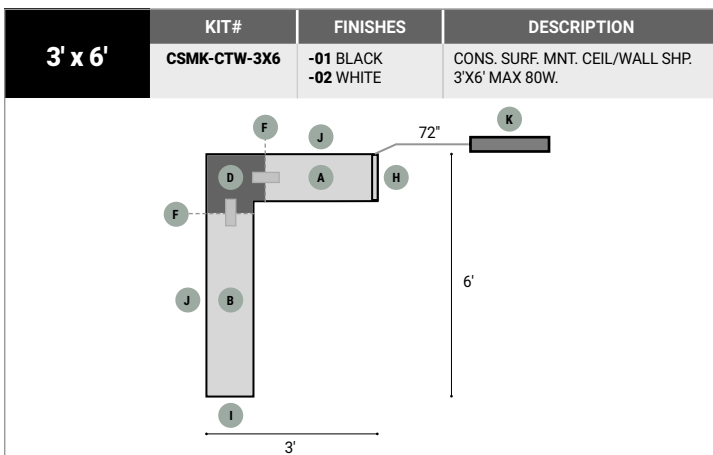 3' x 6'
KIT#
FINISHES
DESCRIPTION
CSMK-CTW-3X6
-01 BLACK
-02 WHITE
CONS. SURF. MNT. CEIL/WALL SHP.
3'X6' MAX 80W.
F
J
72"
K
D
A
H
F
J
B
6'
I
3'